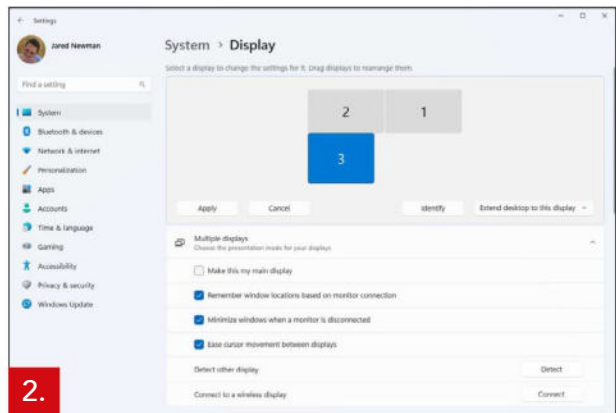 Settings
Jared Newman
System > Display
Select a display to change the settings for it. Drag displays to rearrange them.
Find a setting
System
Bluetooth & devices
Network & internet
Personalization
Apps
Accounts
Time & language
Gaming
Accessibility
Privacy & security
Windows Update
2
1
3
Apply
Cancel
Identify
Extend desktop to this display
Multiple displays
Choose the presentation mode for your displays
Make this my main display
Remember window locations based on monitor connection
Minimize windows when a monitor is disconnected
Ease cursor movement between displays
Detect other display
Detect
Connect to a wireless display
Connect
2.